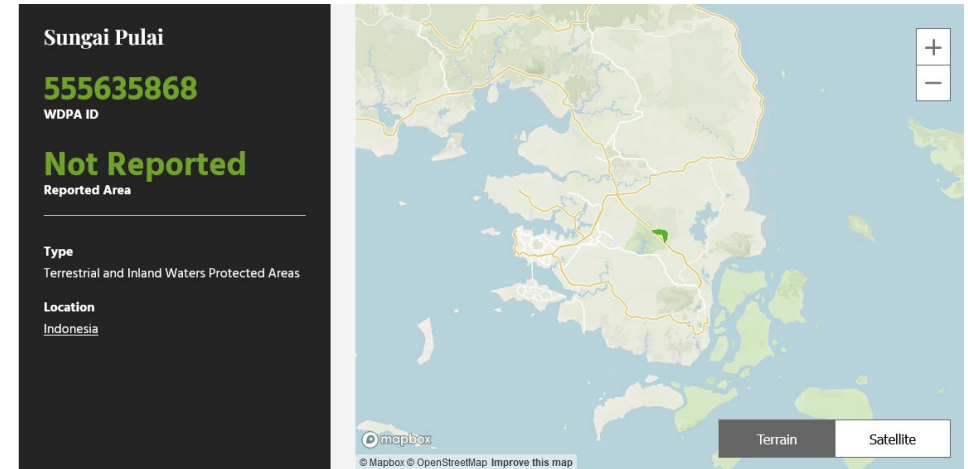 Sungai Pulai
555635868
WDPA ID
Not Reported
Reported Area
Type
Terrestrial and Inland Waters Protected Areas
Location
Indonesia
+
−
mapbox
Terrain
Satellite
© Mapbox © OpenStreetMap Improve this map